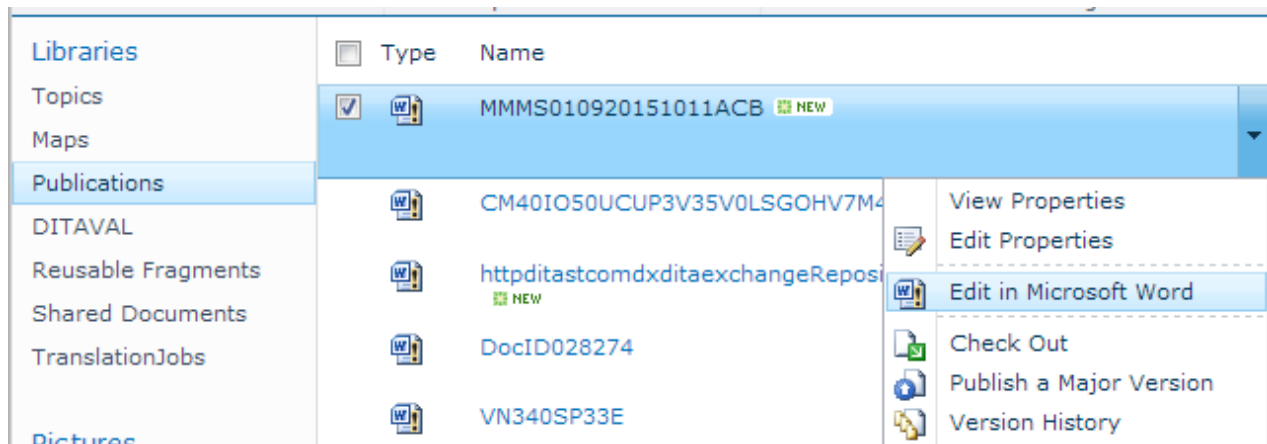 Libraries
Topics
Maps
Publications
DITAVAL
Reusable Fragments
Shared Documents
TranslationJobs
Pictures
Type Name
MMMS010920151011ACB NEW
CM40IO50UCUP3V35V0LSGOHV7M4
httpditastcomdxditaexchangeReposi
NEW
DocID028274
VN340SP33E
View Properties
Edit Properties
Edit in Microsoft Word
Check Out
Publish a Major Version
Version History